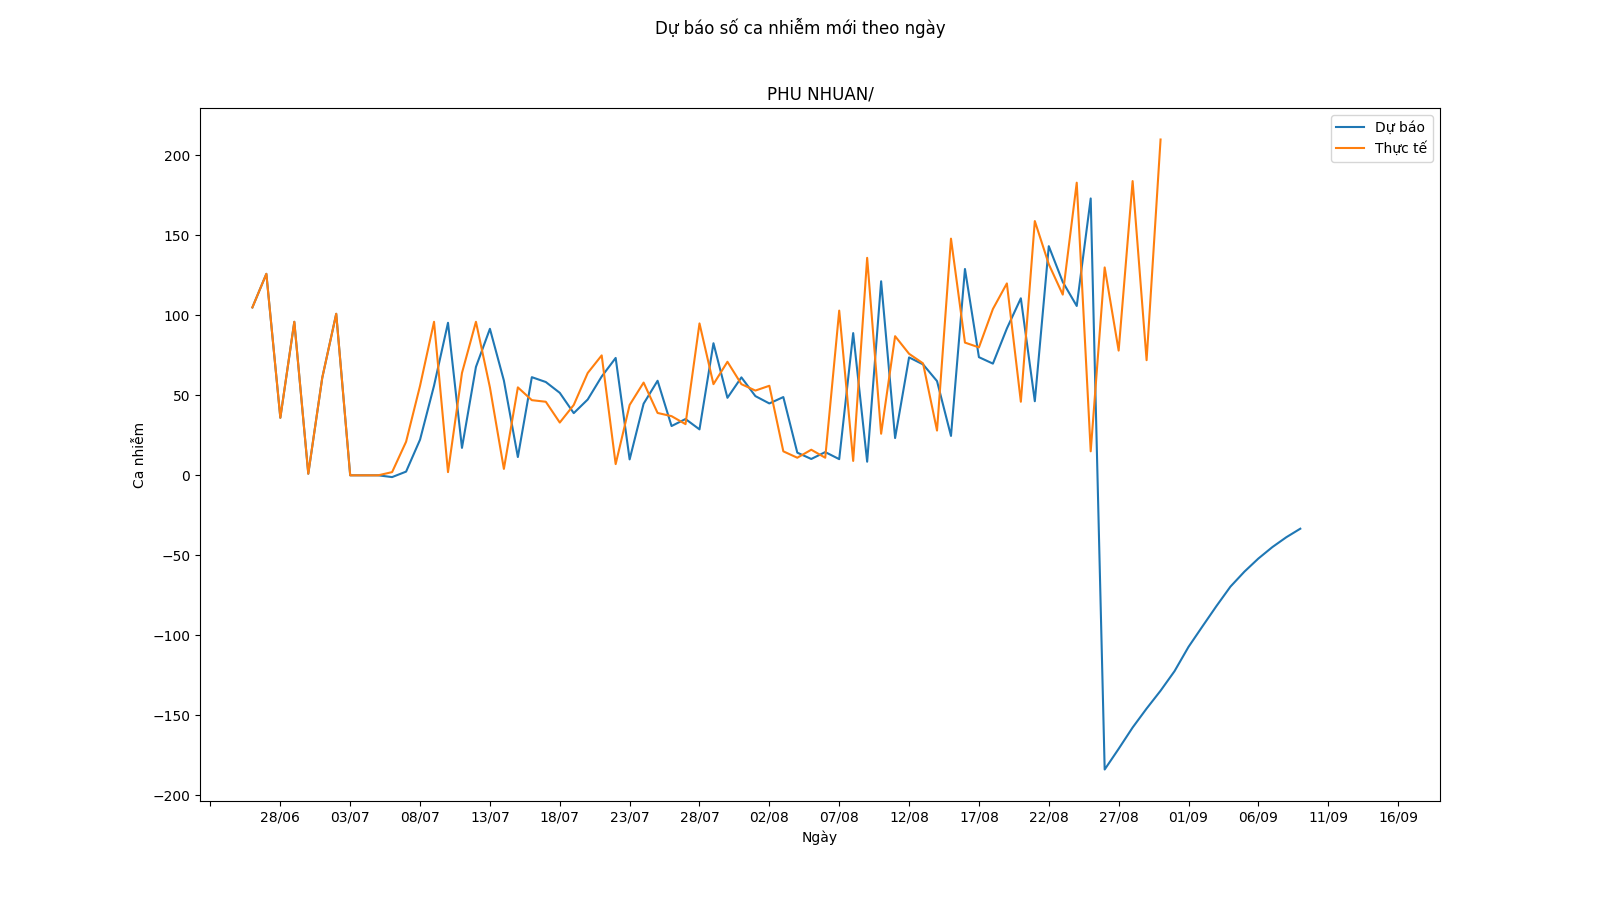 Dự báo số ca nhiễm mới theo ngày
PHU NHUAN/
Dự báo
Thực tế
200
150
100
50
0
−50
−100
−150
−200
Ca nhiễm
28/06 03/07 08/07 13/07 18/07 23/07 28/07 02/08 07/08 12/08 17/08 22/08 27/08 01/09 06/09 11/09 16/09
Ngày